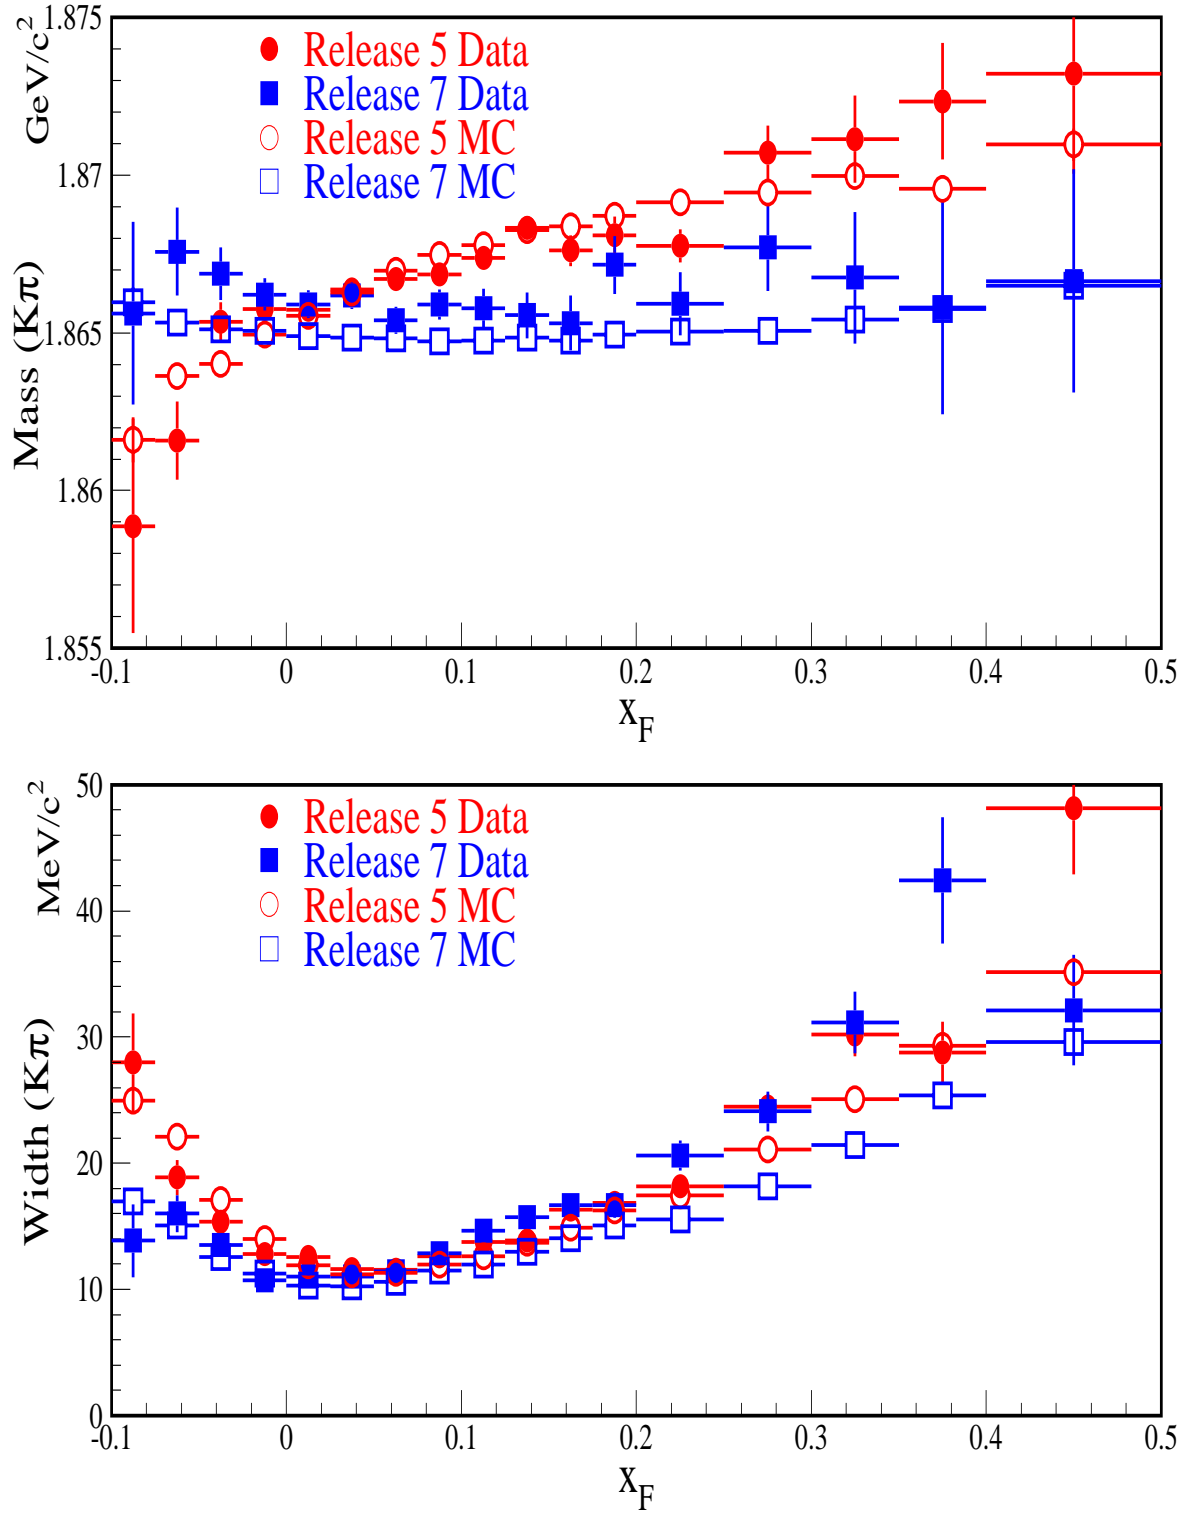 GeV/c²
Mass (Kπ)
1.875
1.87
1.865
1.86
1.855
Release 5 Data
Release 7 Data
Release 5 MC
Release 7 MC
-0.1 0 0.1 0.2 0.3 0.4 0.5
x_F
MeV/c²
Width (Kπ)
50
40
30
20
10
0
Release 5 Data
Release 7 Data
Release 5 MC
Release 7 MC
-0.1 0 0.1 0.2 0.3 0.4 0.5
x_F